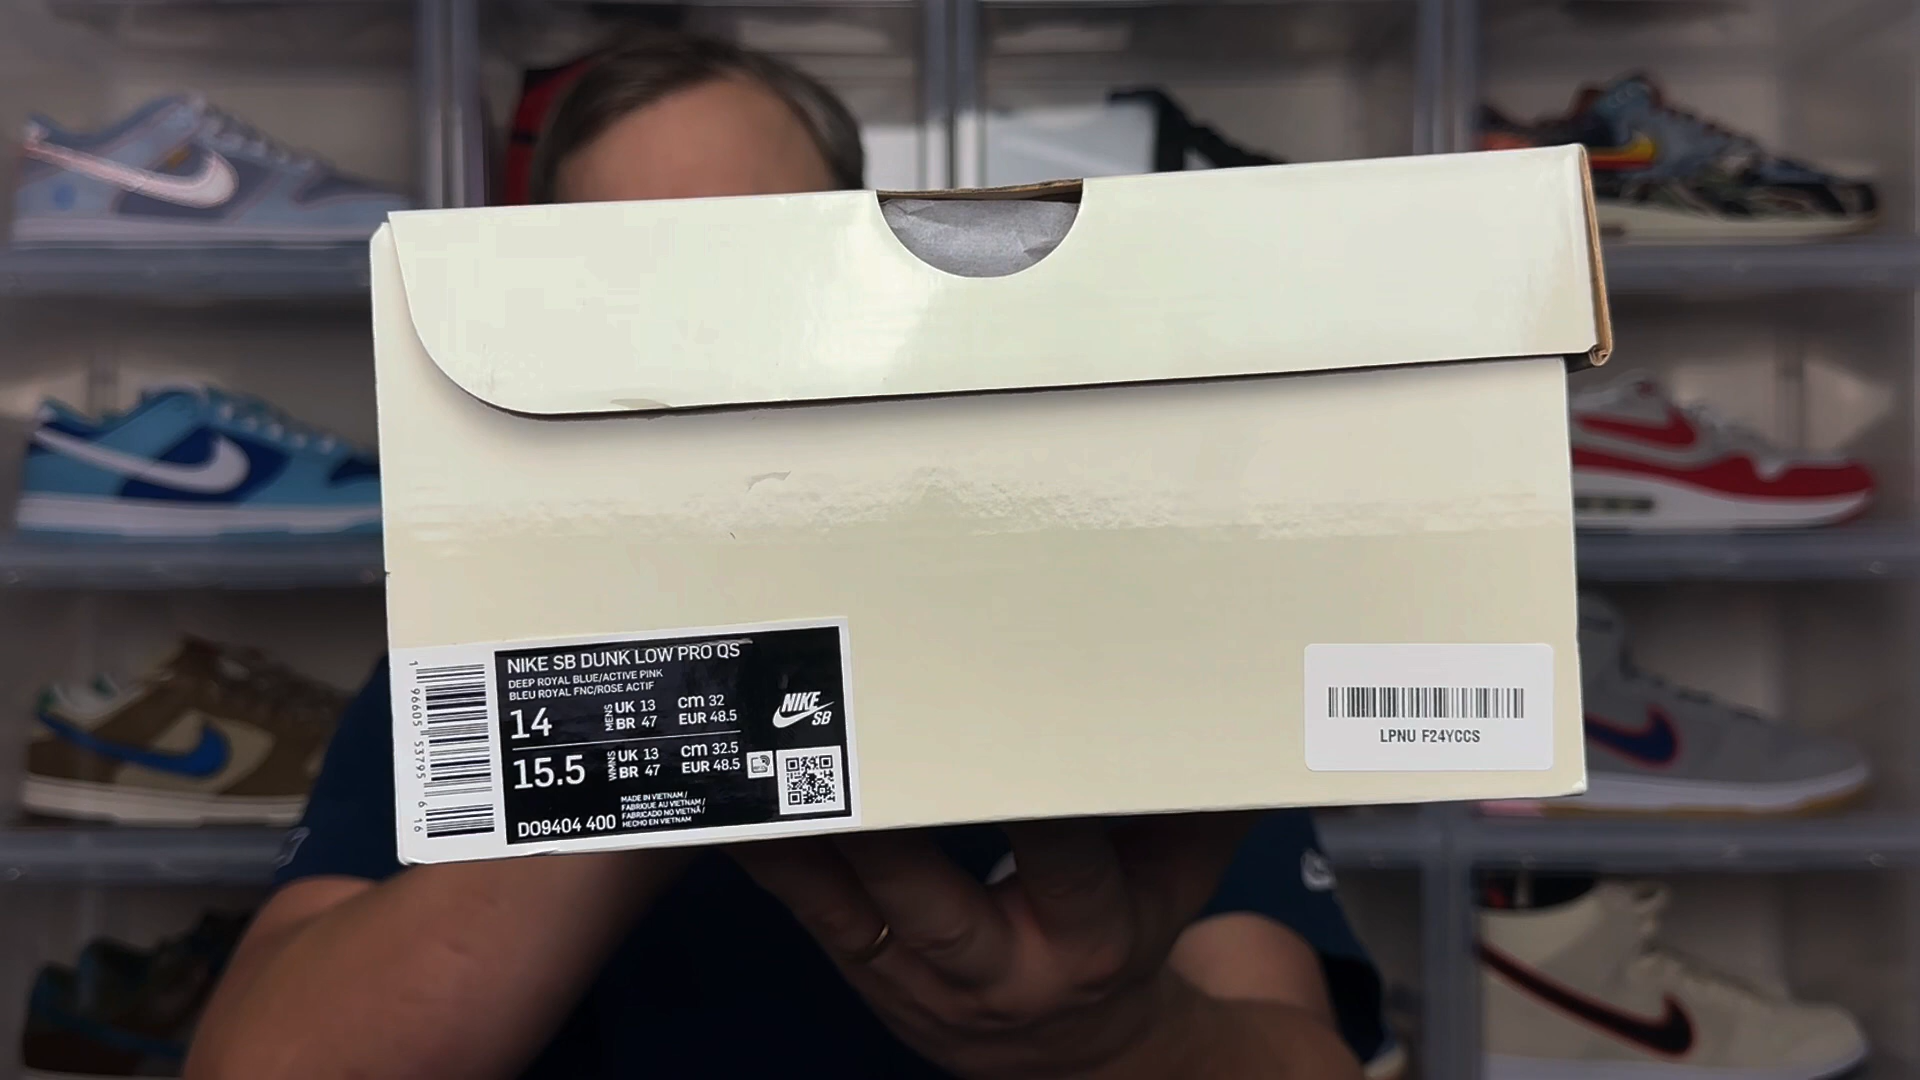 NIKE SB DUNK LOW PRO QS
DEEP ROYAL BLUE/ACTIVE PINK
BLEU ROYAL FNC/ROSE ACTIF
14 MENS UK 13 cm 32
BR 47 EUR 48.5
15.5 WMNS UK 13 cm 32.5
BR 47 EUR 48.5
NIKE
SB
MADE IN VIETNAM /
FABRIQUE AU VIETNAM /
FABRICADO NO VIETNÃ /
HECHO EN VIETNAM
DO9404 400
1 96605 53795 6 16
LPNU F24YCCS